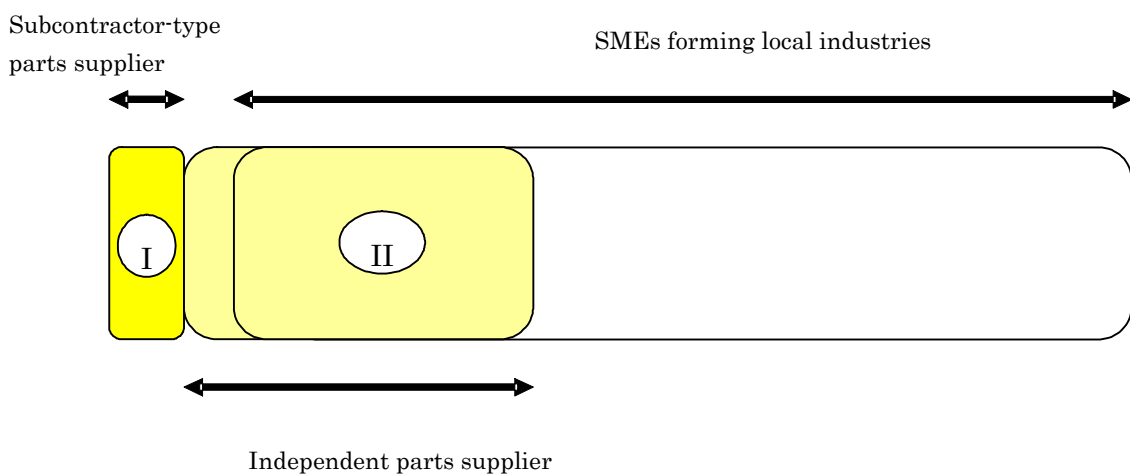 Subcontractor-type
parts supplier
SMEs forming local industries
I
II
Independent parts supplier